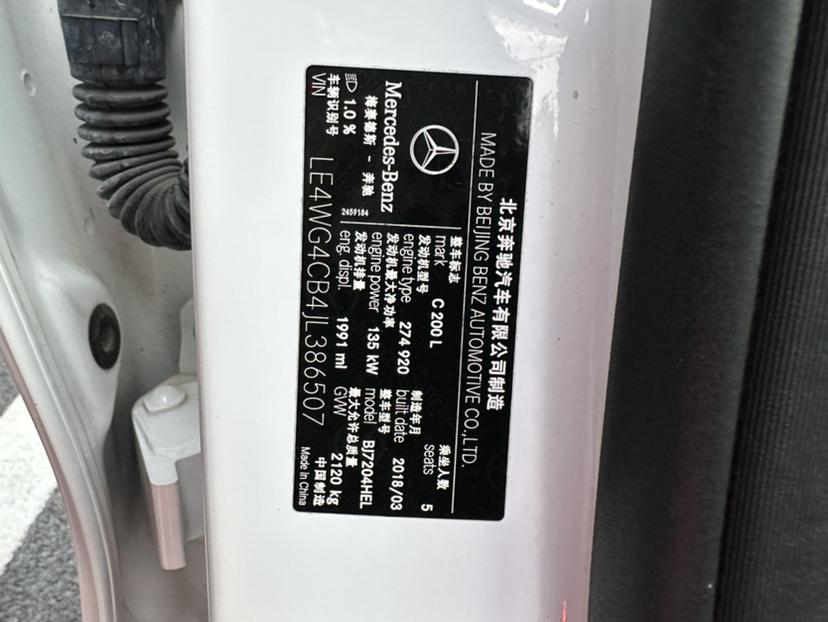 北京奔驰汽车有限公司制造
MADE BY BEIJING BENZ AUTOMOTIVE CO.,LTD.
整车标志
mark C 200 L
乘坐人数
seats 5
发动机型号
engine type 274 920
制造年月
built date 2018/03
Mercedes-Benz
梅赛德斯 - 奔驰
发动机最大净功率
engine power 135 kW
整车型号
model BJ7204HEL
1.0 %
2459184
发动机排量
eng. displ. 1991 ml
最大允许总质量
GVW 2120 kg
车辆识别号
VIN LE4WG4CB4JL386507
中国制造
Made in China